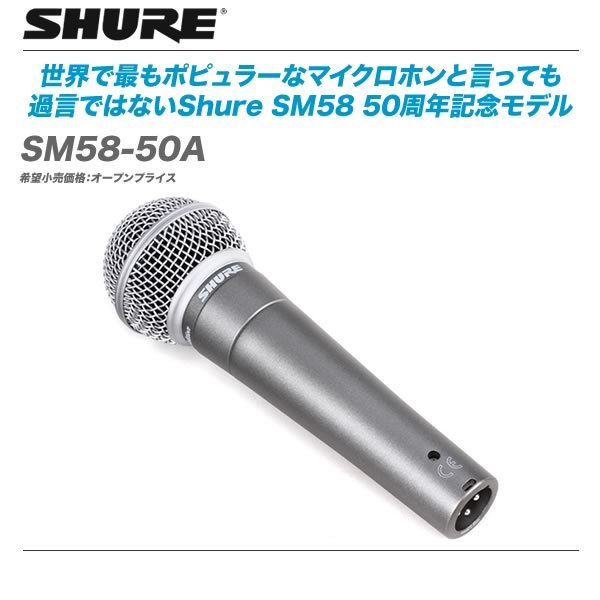 SHURE®
世界で最もポピュラーなマイクロホンと言っても
過言ではないShure SM58 50周年記念モデル
SM58-50A
希望小売価格:オープンプライス
SHURE
CE